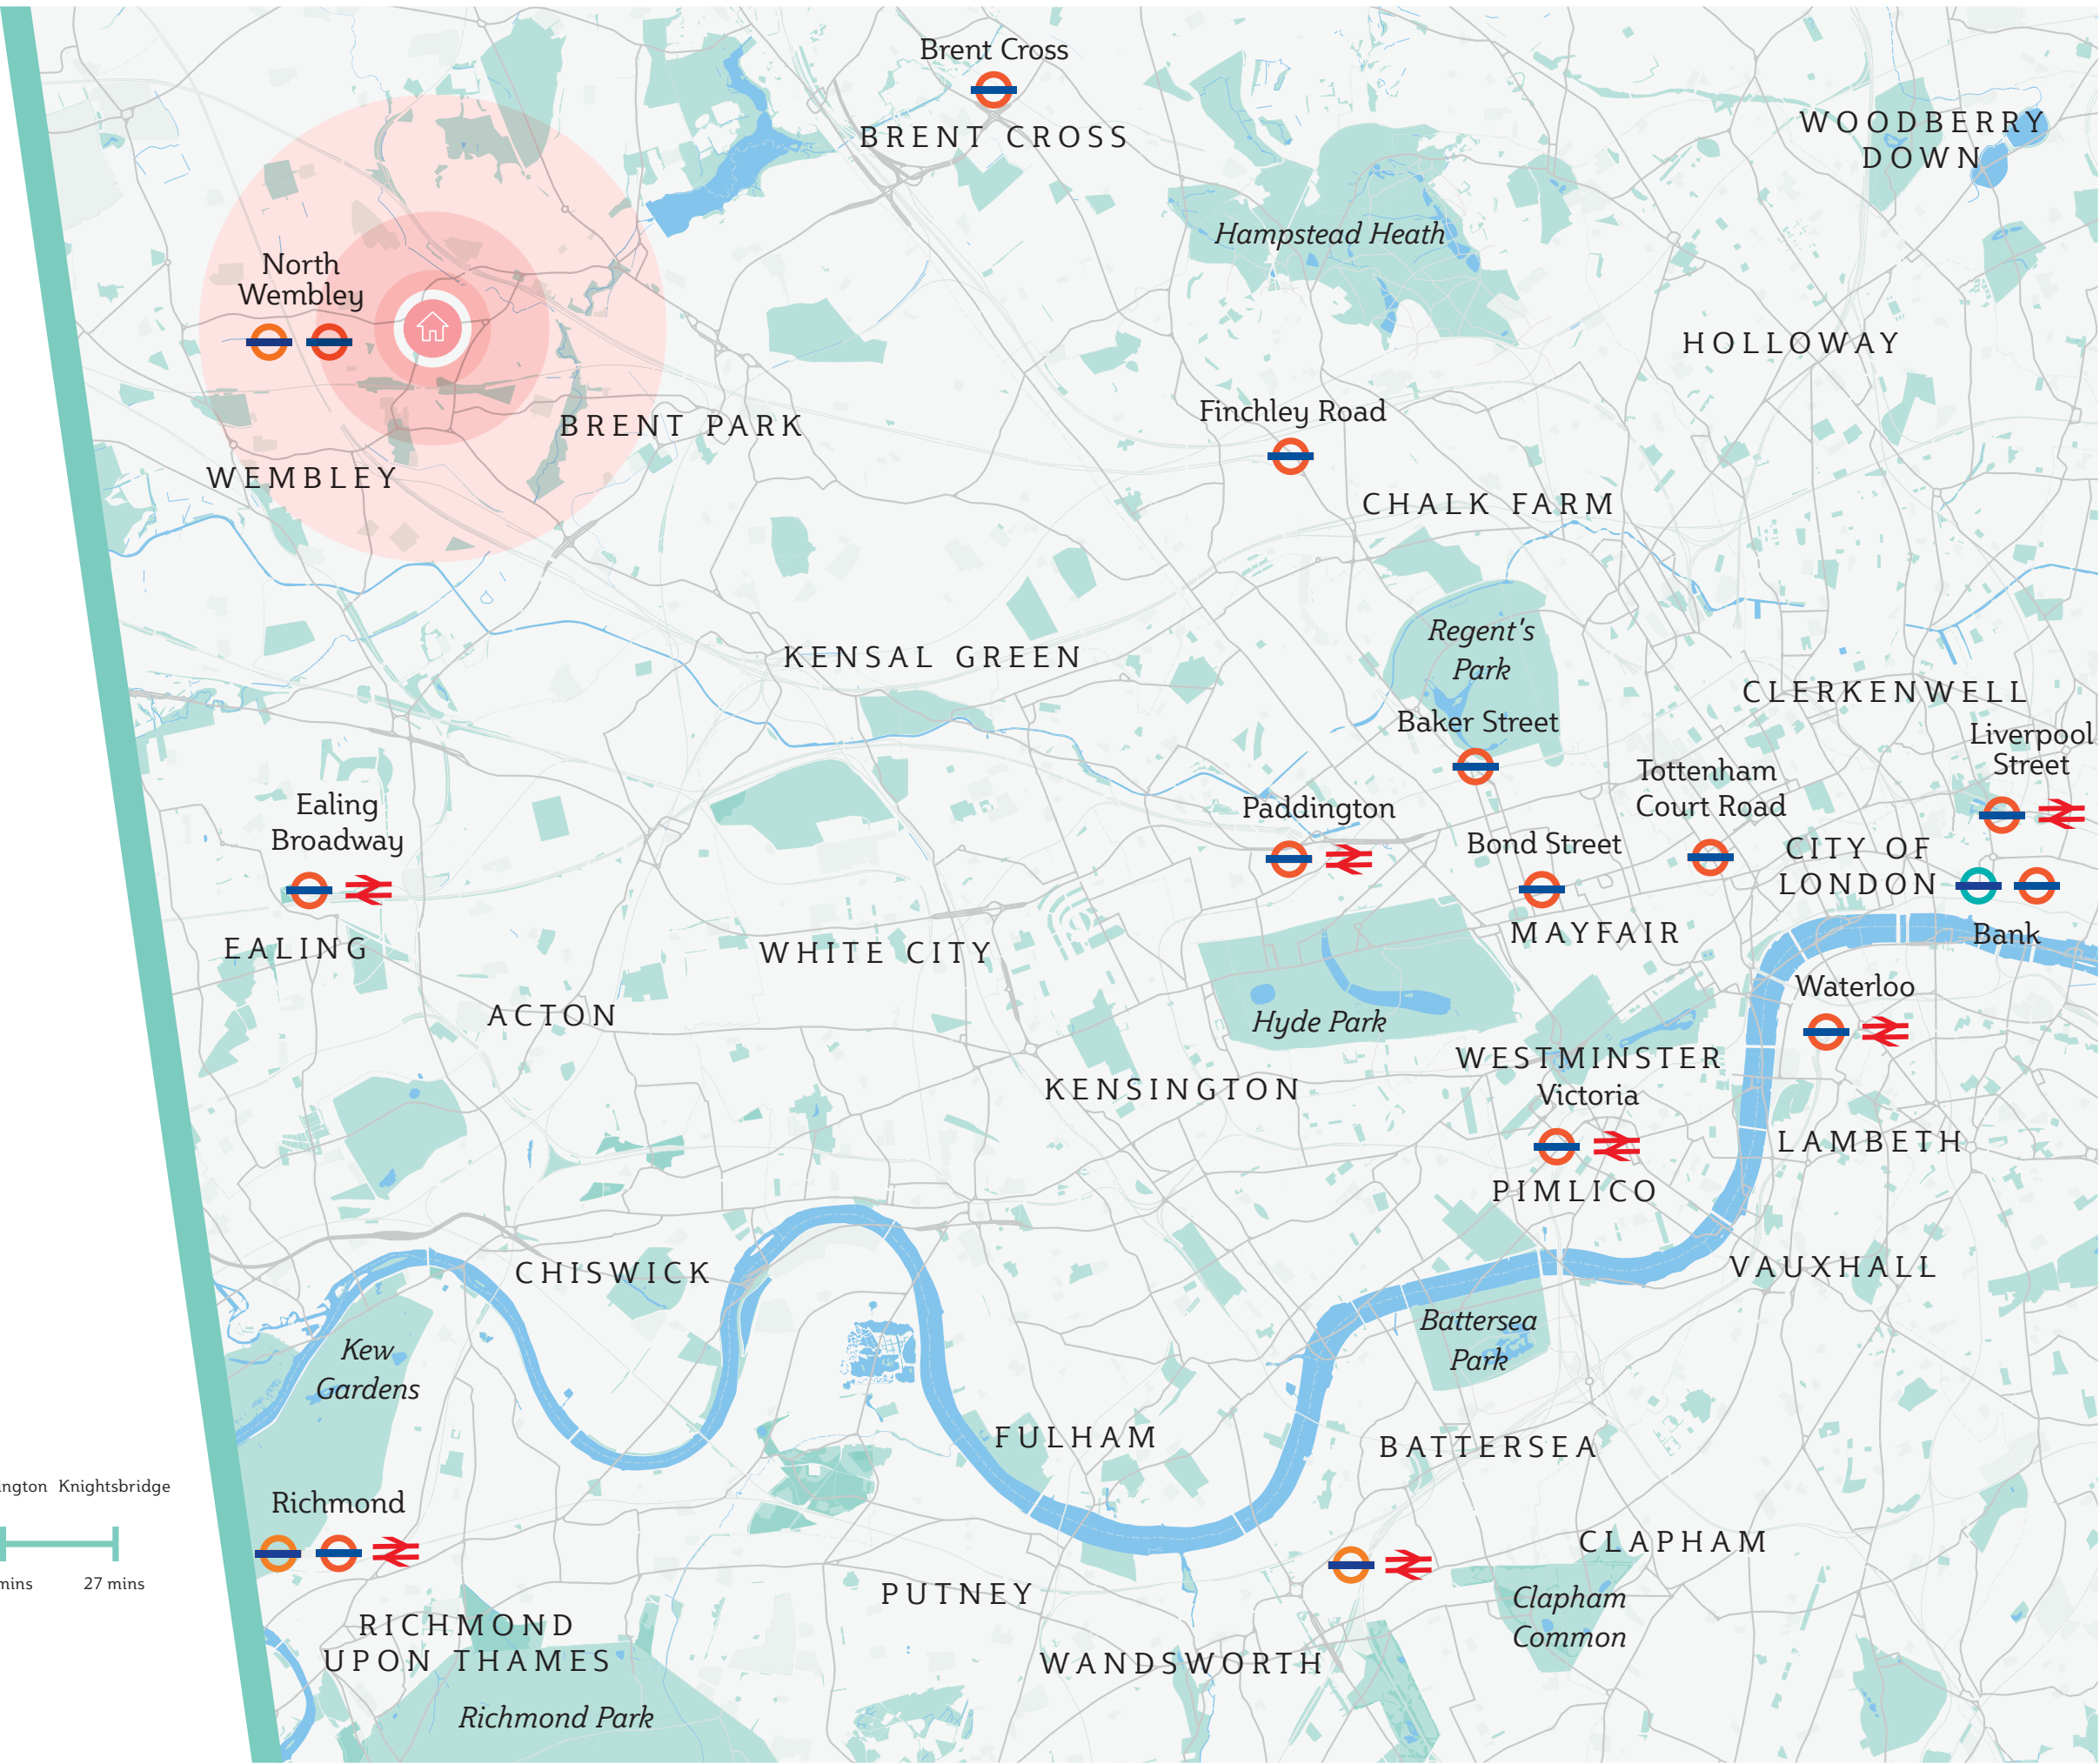 Brent Cross
BRENT CROSS
WOODBERRY
DOWN
Hampstead Heath
North
Wembley
HOLLOWAY
Finchley Road
BRENT PARK
WEMBLEY
CHALK FARM
Regent's
Park
KENSAL GREEN
CLERKENWELL
Baker Street
Liverpool
Street
Tottenham
Court Road
Ealing
Broadway
Paddington
Bond Street
CITY OF
LONDON
EALING
WHITE CITY
MAYFAIR
Bank
Waterloo
ACTON
Hyde Park
WESTMINSTER
Victoria
KENSINGTON
LAMBETH
PIMLICO
CHISWICK
VAUXHALL
Kew
Gardens
Battersea
Park
FULHAM
BATTERSEA
Knightsbridge
Richmond
CLAPHAM
mins 27 mins
PUTNEY
Clapham
Common
RICHMOND
UPON THAMES
WANDSWORTH
Richmond Park